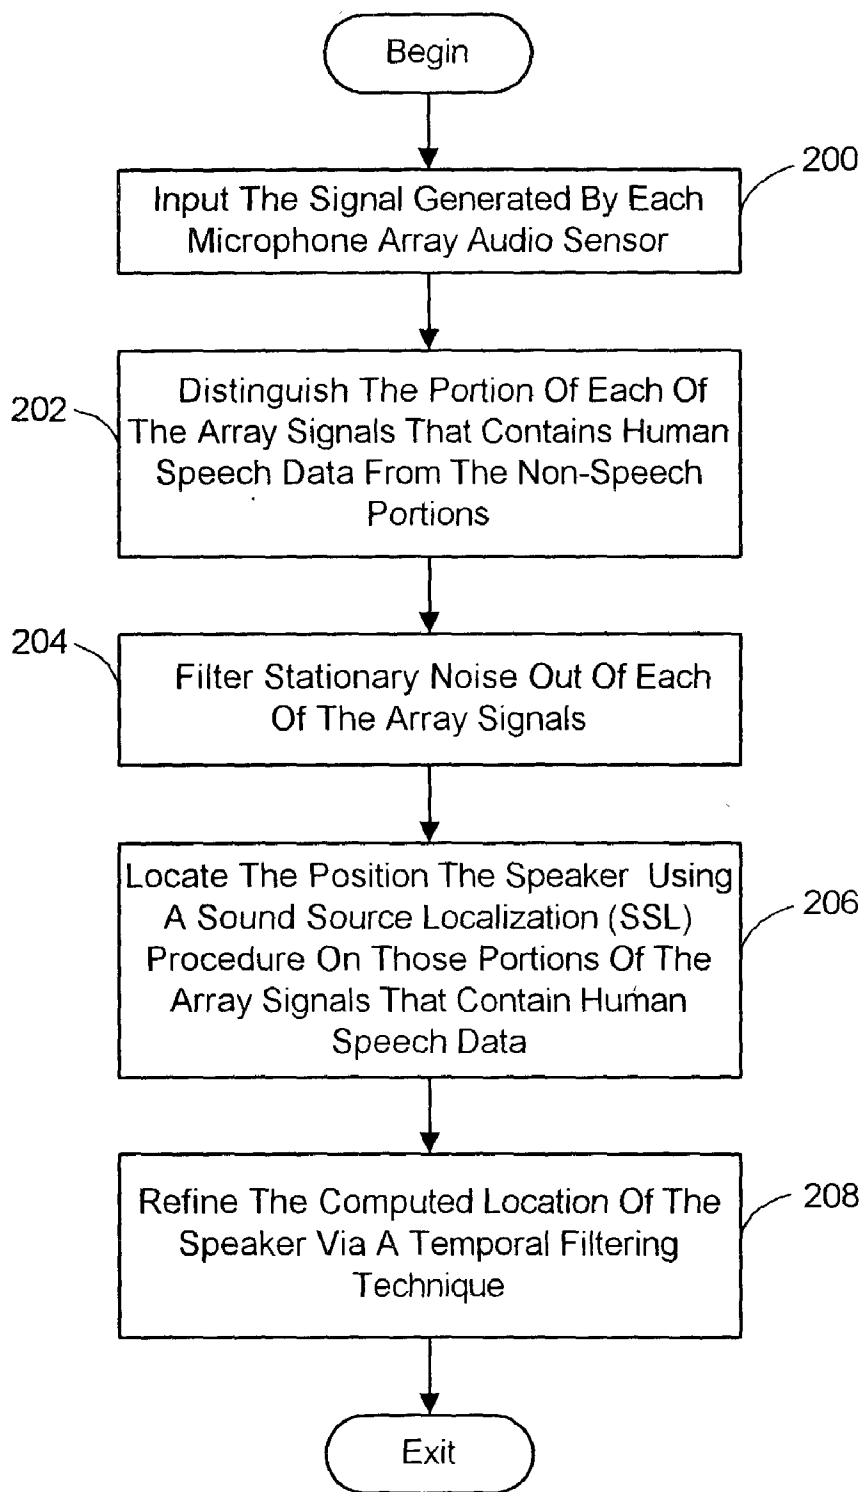 Begin
200
Input The Signal Generated By Each
Microphone Array Audio Sensor
202
Distinguish The Portion Of Each Of
The Array Signals That Contains Human
Speech Data From The Non-Speech
Portions
204
Filter Stationary Noise Out Of Each
Of The Array Signals
Locate The Position The Speaker Using
A Sound Source Localization (SSL)
Procedure On Those Portions Of The
Array Signals That Contain Human
Speech Data
206
Refine The Computed Location Of The
Speaker Via A Temporal Filtering
Technique
208
Exit